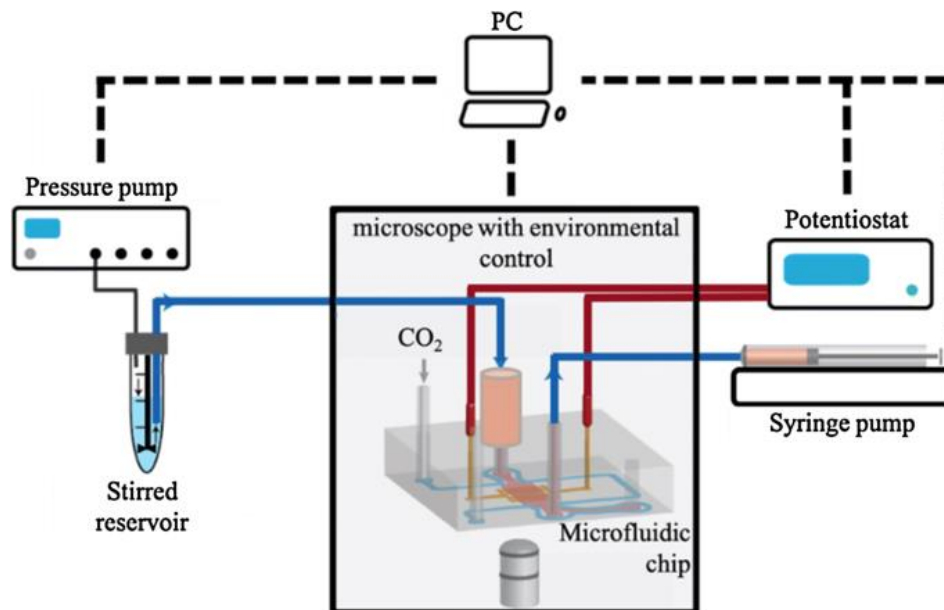 PC
Pressure pump
microscope with environmental
control
Potentiostat
CO₂
Syringe pump
Stirred
reservoir
Microfluidic
chip